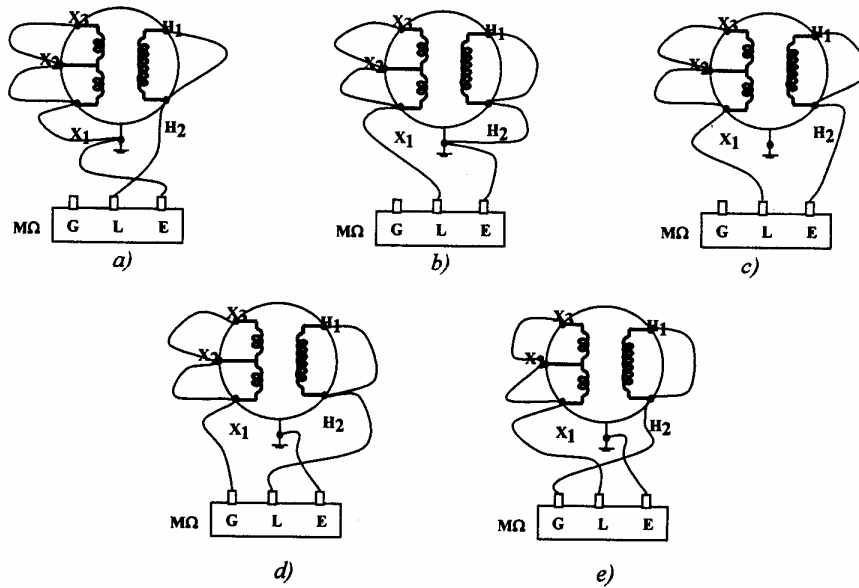 X3 H1
X2
X1 H2
MΩ G L E
a)
X3 H1
X2
X1 H2
MΩ G L E
b)
X3 H1
X2
X1 H2
MΩ G L E
c)
X3 H1
X2
X1 H2
MΩ G L E
d)
X3 H1
X2
X1 H2
MΩ G L E
e)